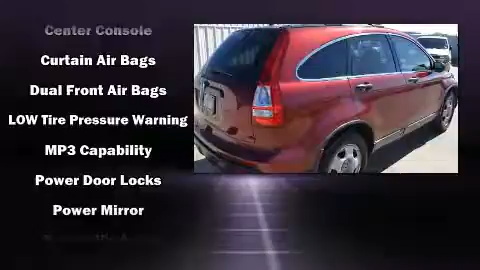 Center Console
Curtain Air Bags
Dual Front Air Bags
LOW Tire Pressure Warning
MP3 Capability
Power Door Locks
Power Mirror